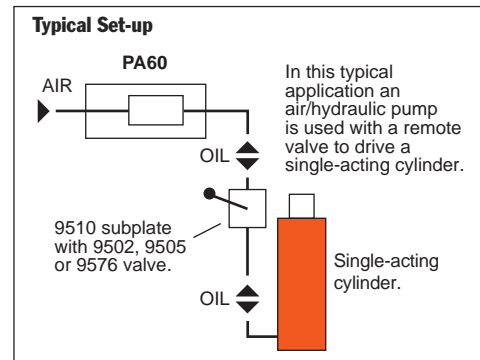 Typical Set-up
PA60
AIR
In this typical
application an
air/hydraulic pump
is used with a remote
valve to drive a
single-acting cylinder.
OIL
9510 subplate
with 9502, 9505
or 9576 valve.
Single-acting
cylinder.
OIL